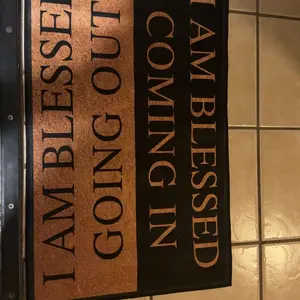 I AM BLESSED
GOING OUT
I AM BLESSED
COMING IN